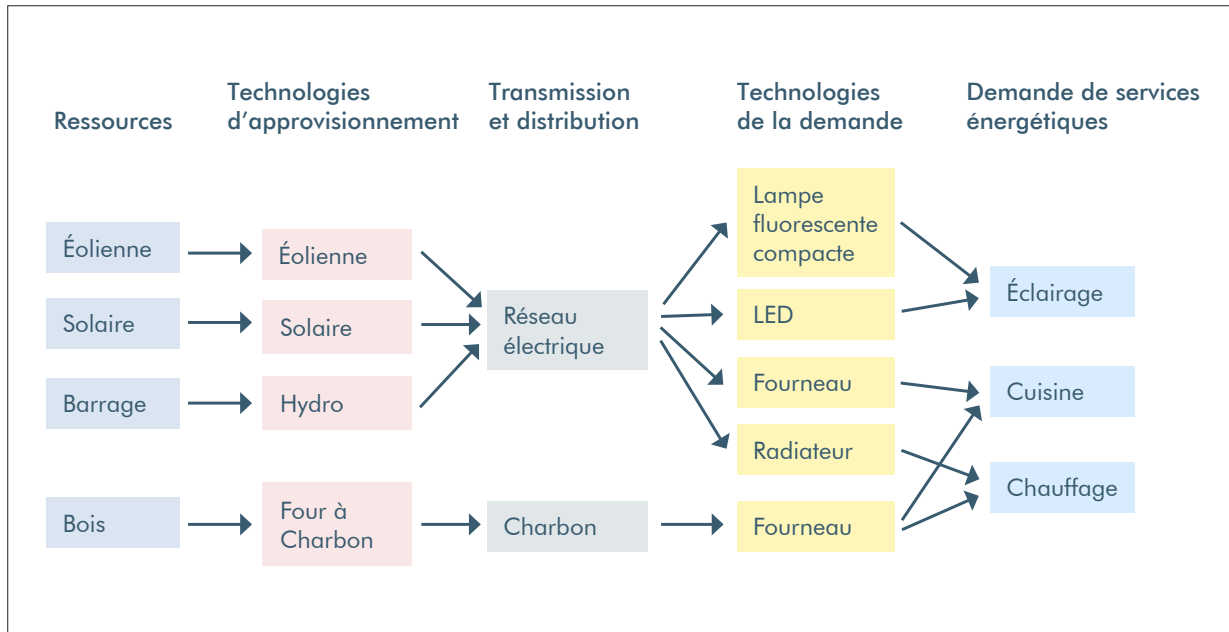 Ressources
Technologies
d'approvisionnement
Transmission
et distribution
Technologies
de la demande
Demande de services
énergétiques
Éolienne
Solaire
Barrage
Bois
Éolienne
Solaire
Hydro
Four à
Charbon
Réseau
électrique
Charbon
Lampe
fluorescente
compacte
LED
Fourneau
Radiateur
Fourneau
Éclairage
Cuisine
Chauffage